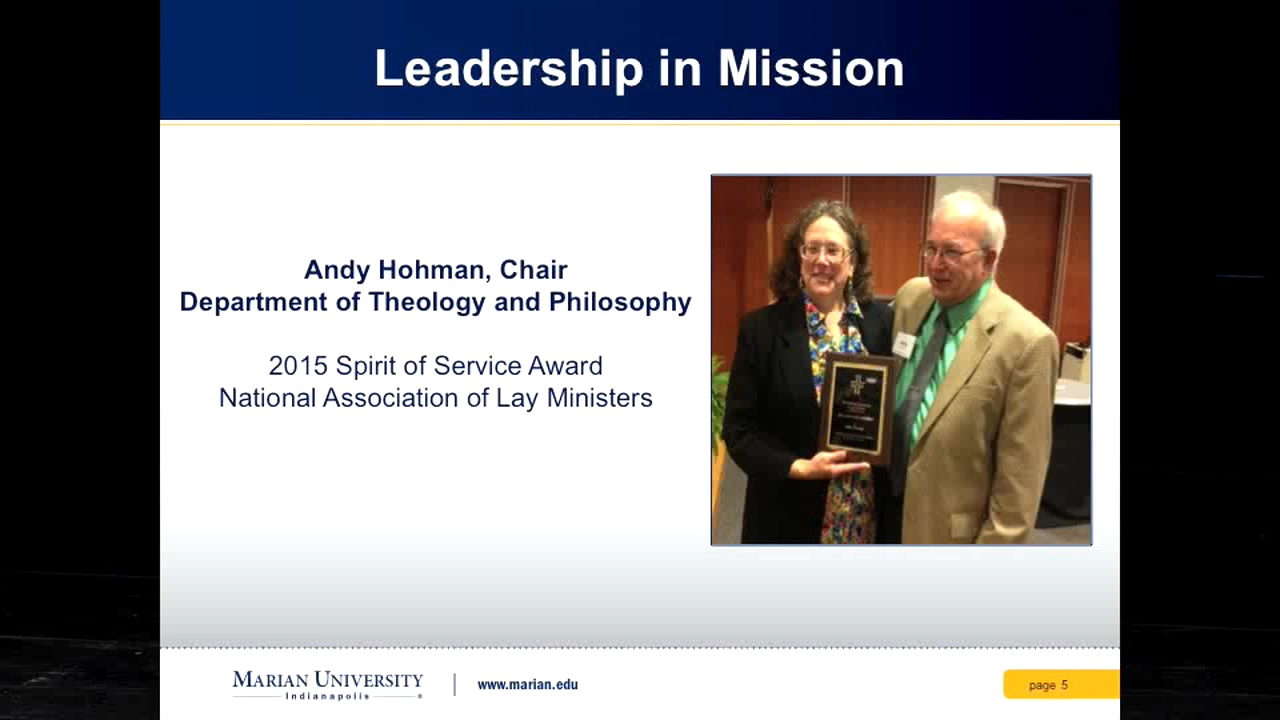 Leadership in Mission
Andy Hohman, Chair
Department of Theology and Philosophy
2015 Spirit of Service Award
National Association of Lay Ministers
MARIAN UNIVERSITY
Indianapolis
www.marian.edu
page 5